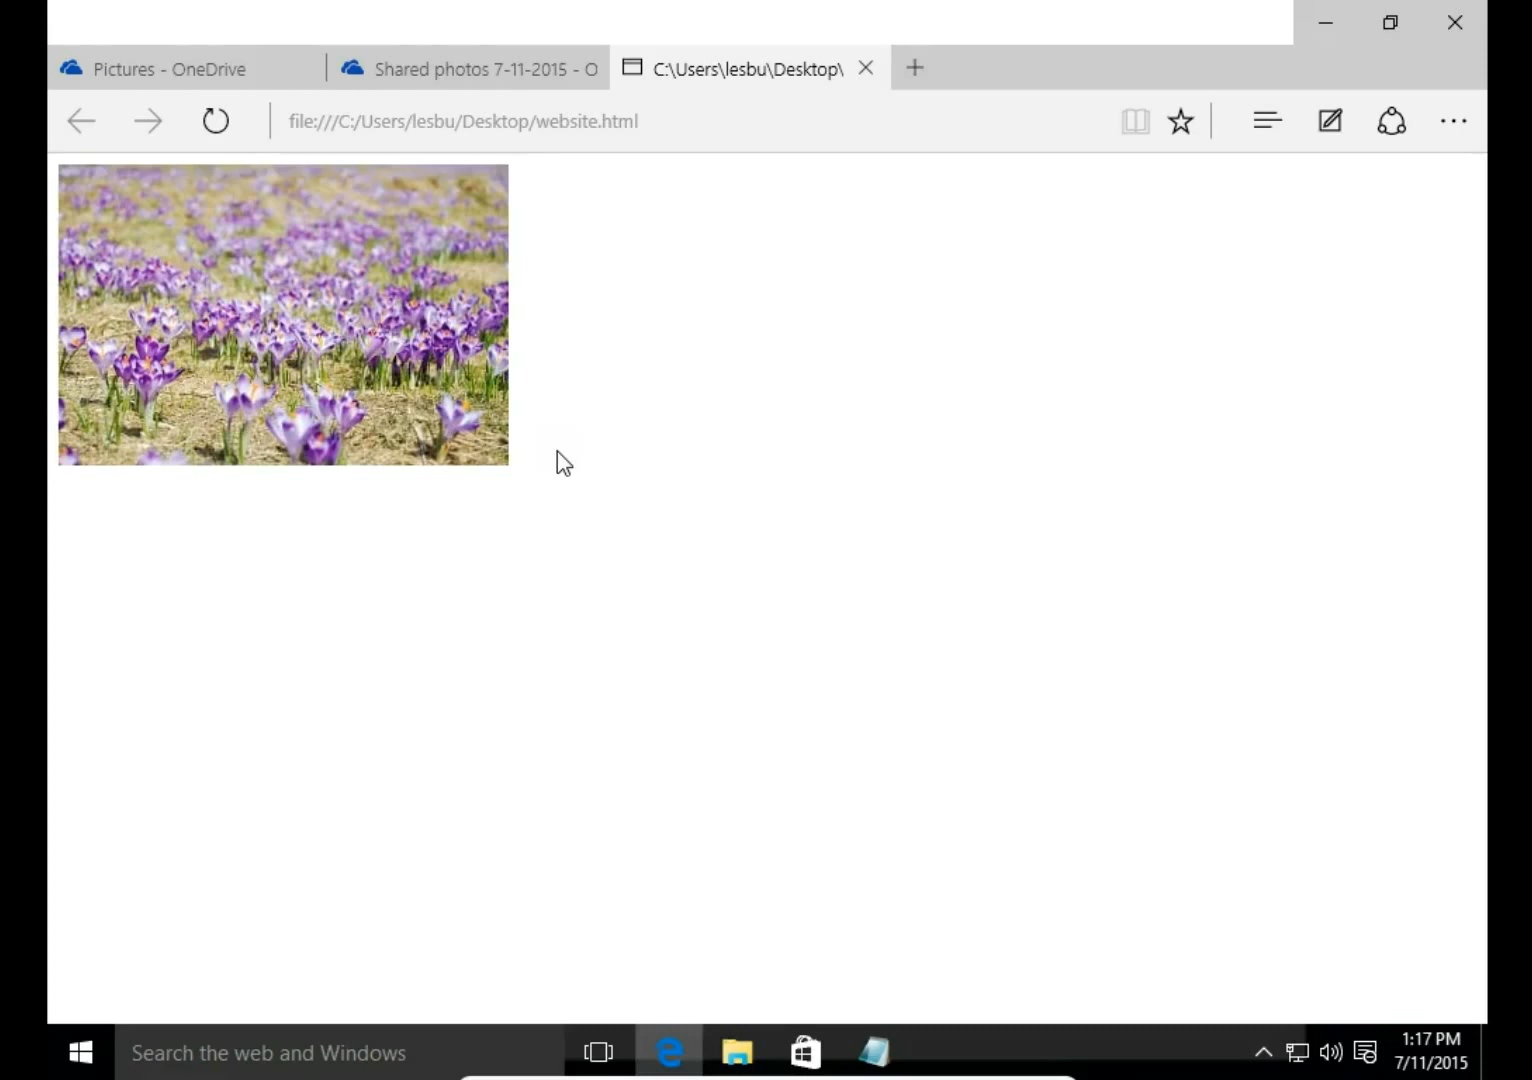 Pictures - OneDrive
Shared photos 7-11-2015 - O
C:\Users\lesbu\Desktop\
file:///C:/Users/lesbu/Desktop/website.html
Search the web and Windows
1:17 PM
7/11/2015